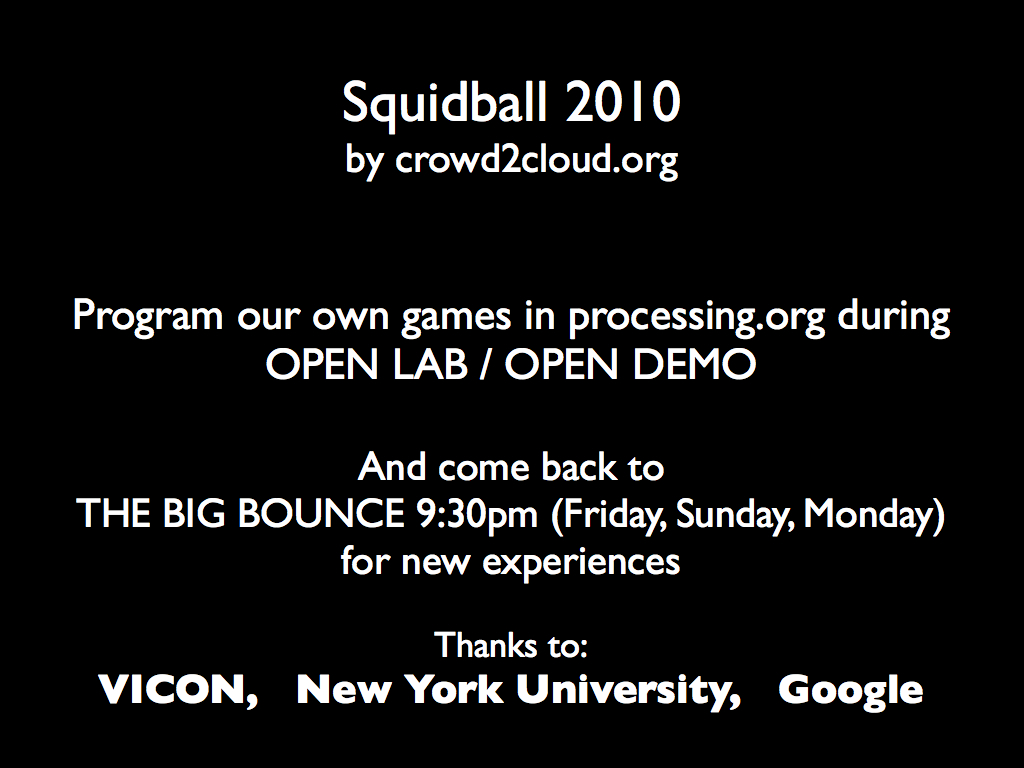 Squidball 2010
by crowd2cloud.org
Program our own games in processing.org during
OPEN LAB / OPEN DEMO
And come back to
THE BIG BOUNCE 9:30pm (Friday, Sunday, Monday)
for new experiences
Thanks to:
VICON, New York University, Google